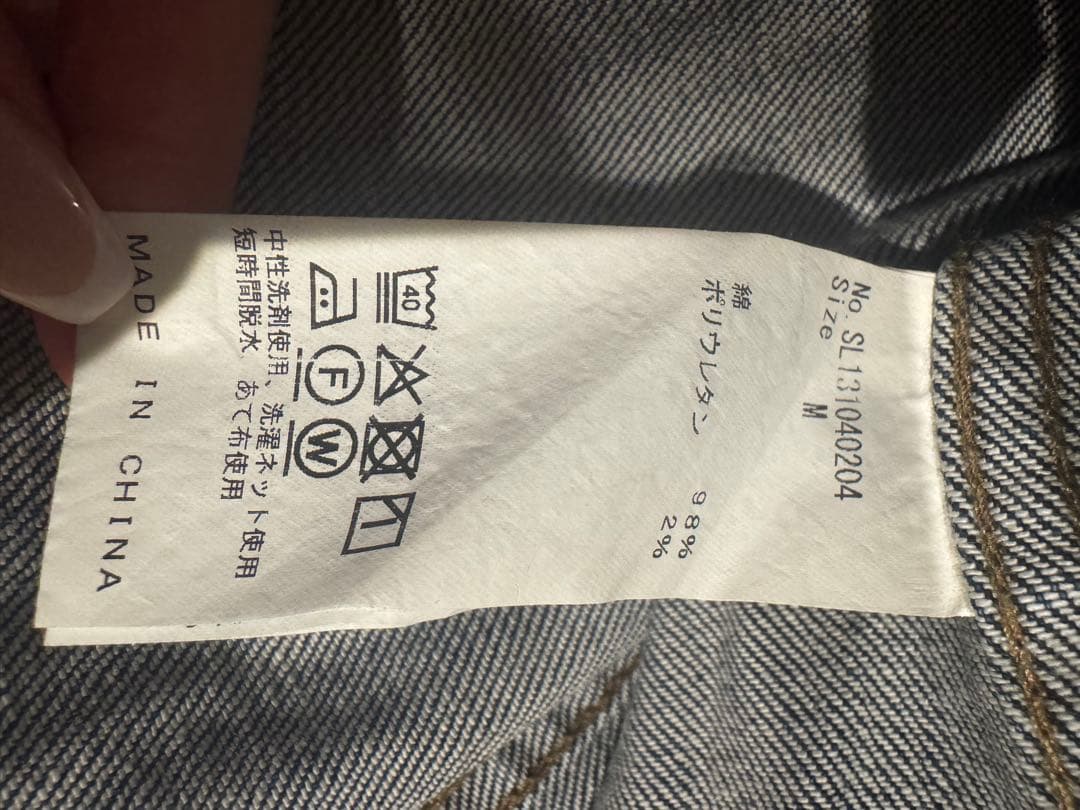 No. SL131040204
Size M
綿 98%
ポリウレタン 2%
40
F W
中性洗剤使用、洗濯ネット使用
短時間脱水 あて布使用
MADE IN CHINA